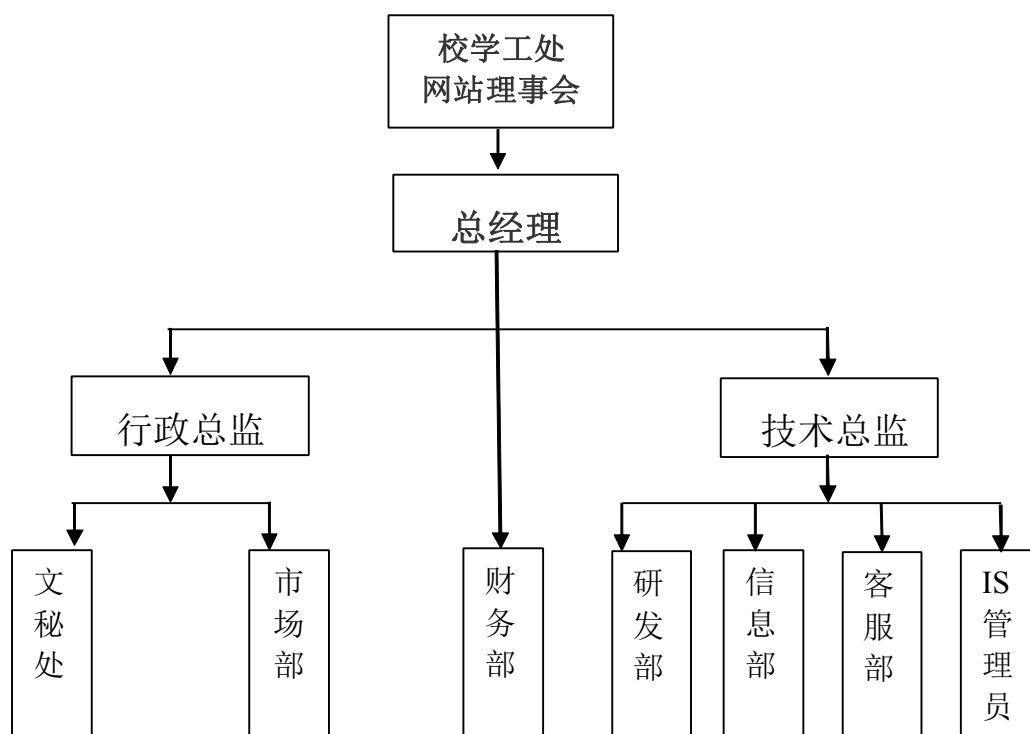 校学工处
网站理事会
总经理
行政总监
技术总监
文秘处
市场部
财务部
研发部
信息部
客服部
IS管理员